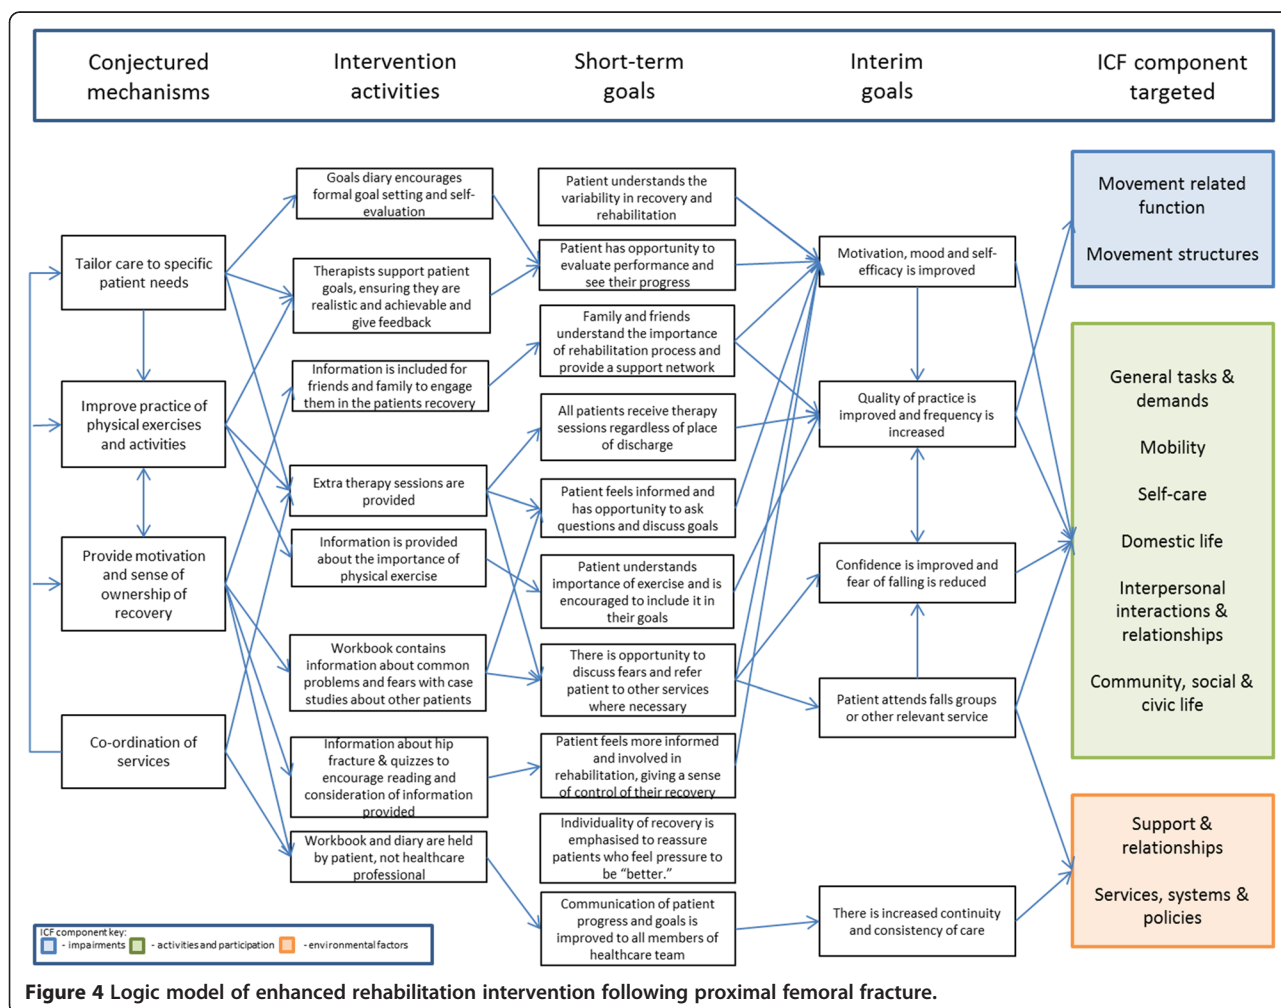 Conjectured
mechanisms
Intervention
activities
Short-term
goals
Interim
goals
ICF component
targeted
Tailor care to specific
patient needs
Improve practice of
physical exercises
and activities
Provide motivation
and sense of
ownership of
recovery
Co-ordination of
services
Goals diary encourages
formal goal setting and self-
evaluation
Therapists support patient
goals, ensuring they are
realistic and achievable and
give feedback
Information is included for
friends and family to engage
them in the patients recovery
Extra therapy sessions are
provided
Information is provided
about the importance of
physical exercise
Workbook contains
information about common
problems and fears with case
studies about other patients
Information about hip
fracture & quizzes to
encourage reading and
consideration of information
provided
Workbook and diary are held
by patient, not healthcare
professional
Patient understands the
variability in recovery and
rehabilitation
Patient has opportunity to
evaluate performance and
see their progress
Family and friends
understand the importance
of rehabilitation process and
provide a support network
All patients receive therapy
sessions regardless of place
of discharge
Patient feels informed and
has opportunity to ask
questions and discuss goals
Patient understands
importance of exercise and is
encouraged to include it in
their goals
There is opportunity to
discuss fears and refer
patient to other services
where necessary
Patient feels more informed
and involved in
rehabilitation, giving a sense
of control of their recovery
Individuality of recovery is
emphasised to reassure
patients who feel pressure to
be “better.”
Communication of patient
progress and goals is
improved to all members of
healthcare team
Motivation, mood and self-
efficacy is improved
Quality of practice is
improved and frequency is
increased
Confidence is improved and
fear of falling is reduced
Patient attends falls groups
or other relevant service
There is increased continuity
and consistency of care
Movement related
function
Movement structures
General tasks &
demands
Mobility
Self-care
Domestic life
Interpersonal
interactions &
relationships
Community, social &
civic life
Support &
relationships
Services, systems &
policies
ICF component key:
- impairments - activities and participation - environmental factors
Figure 4 Logic model of enhanced rehabilitation intervention following proximal femoral fracture.